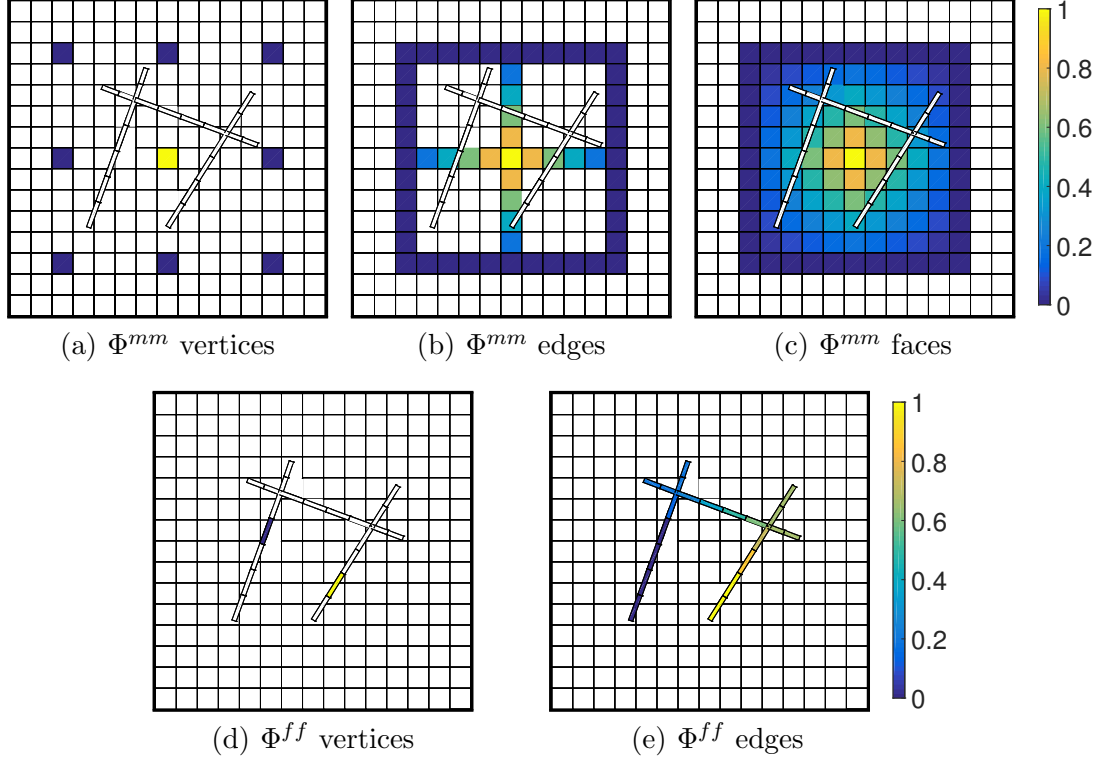 1
0.8
0.6
0.4
0.2
0
(a) Φ^{mm} vertices
(b) Φ^{mm} edges
(c) Φ^{mm} faces
1
0.8
0.6
0.4
0.2
0
(d) Φ^{ff} vertices
(e) Φ^{ff} edges